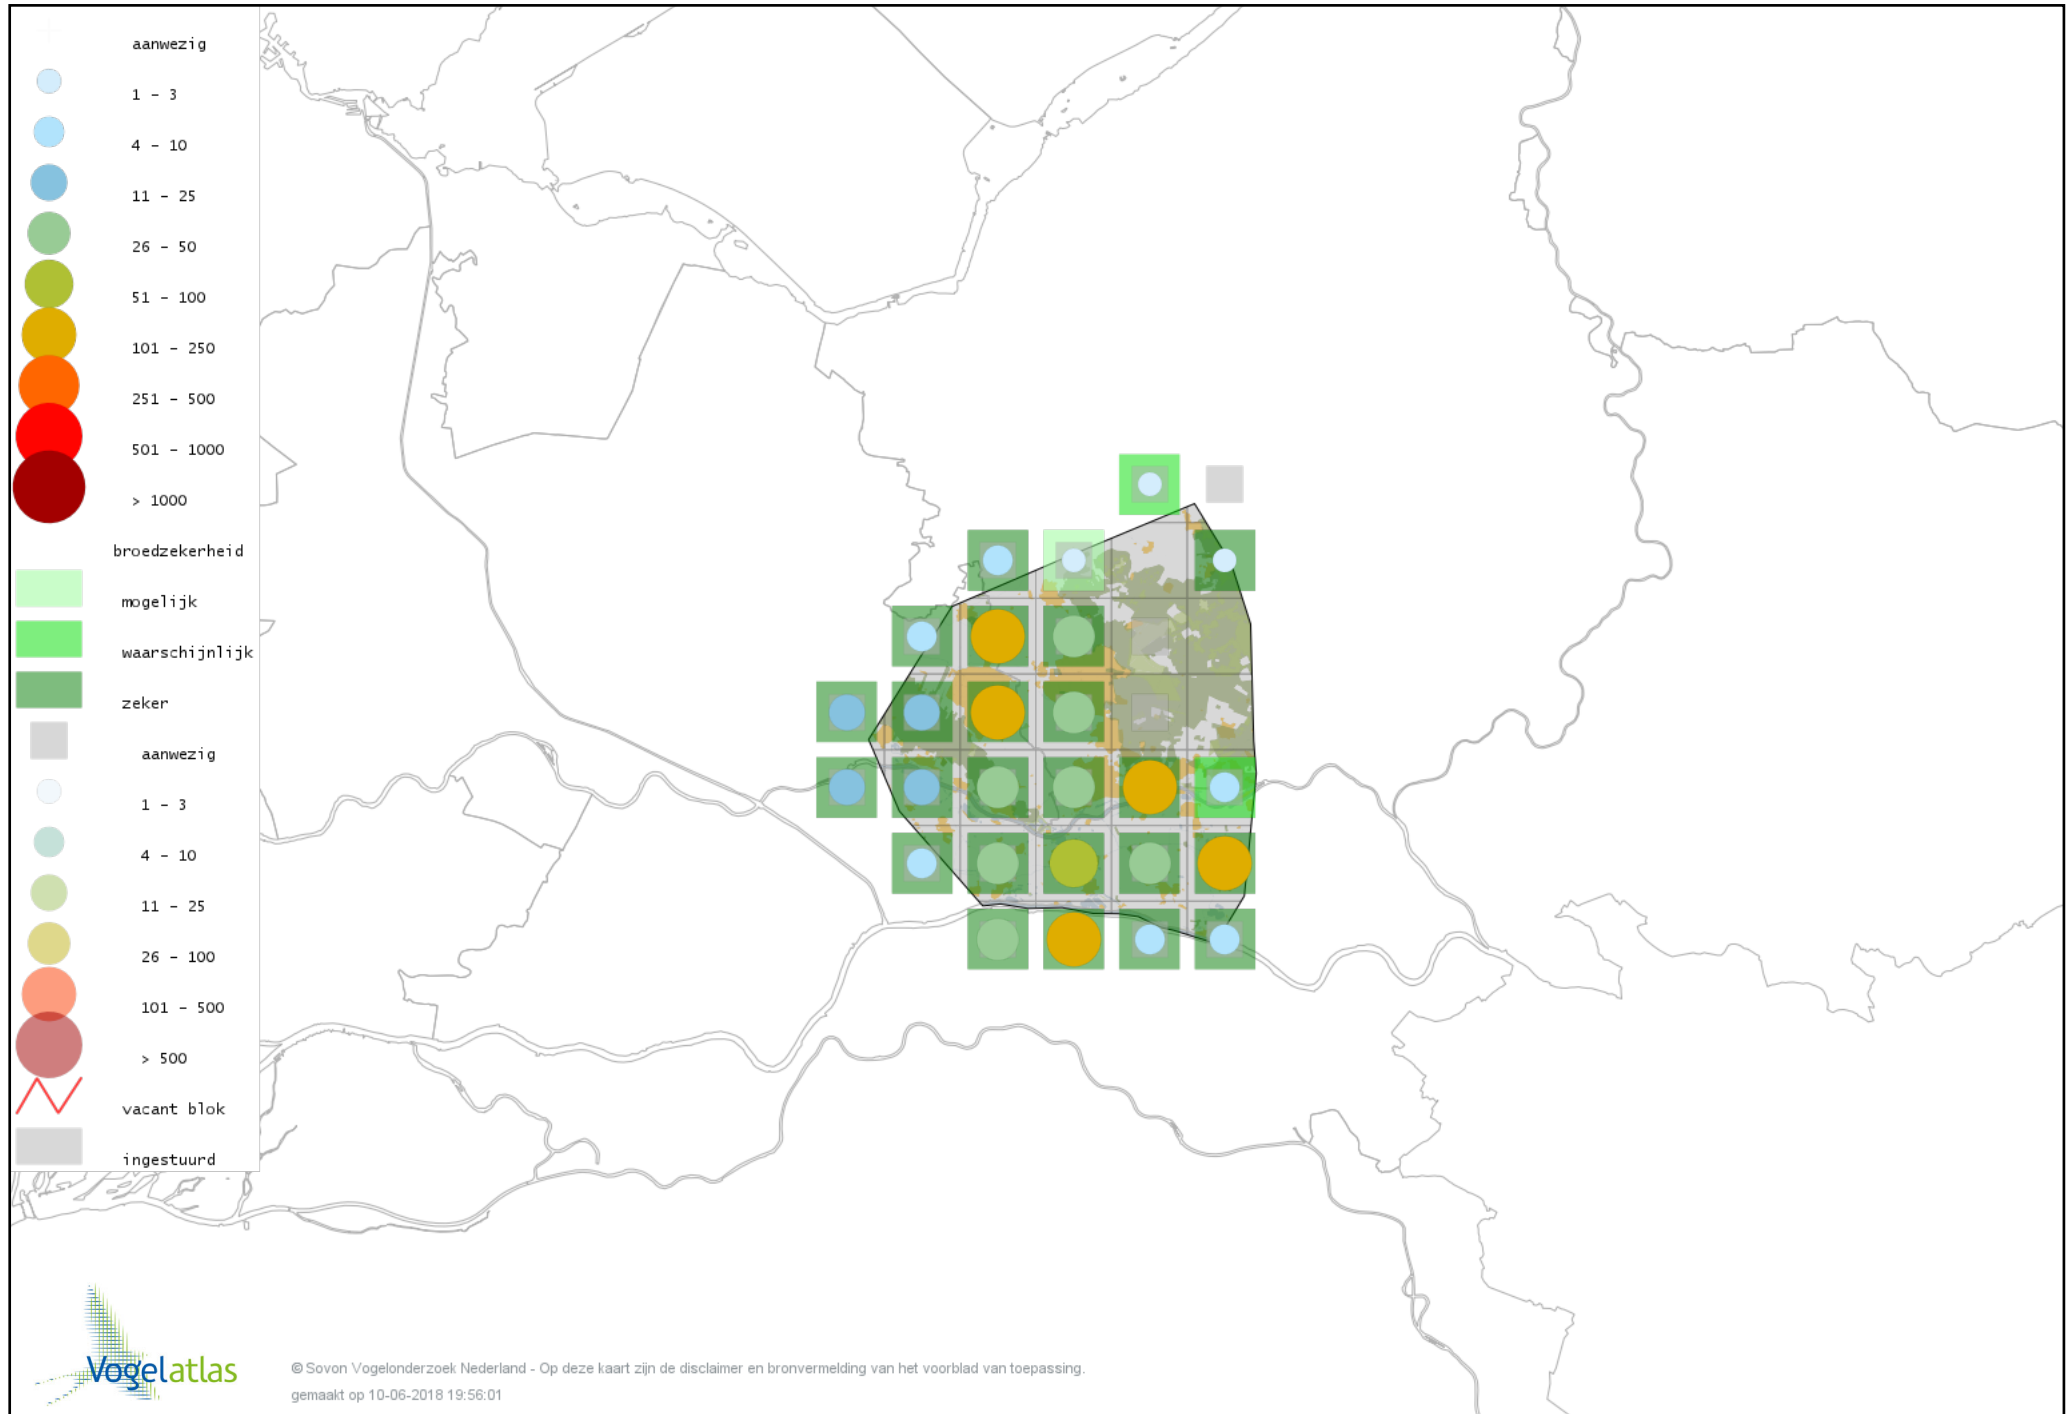 aanwezig
1 - 3
4 - 10
11 - 25
26 - 50
51 - 100
101 - 250
251 - 500
501 - 1000
> 1000
broedzekerheid
mogelijk
waarschijnlijk
zeker
aanwezig
1 - 3
4 - 10
11 - 25
26 - 100
101 - 500
> 500
vacant blok
ingestuurd
Vogelatlas
© Sovon Vogelonderzoek Nederland - Op deze kaart zijn de disclaimer en bronvermelding van het voorblad van toepassing.
gemaakt op 10-06-2018 19:56:01